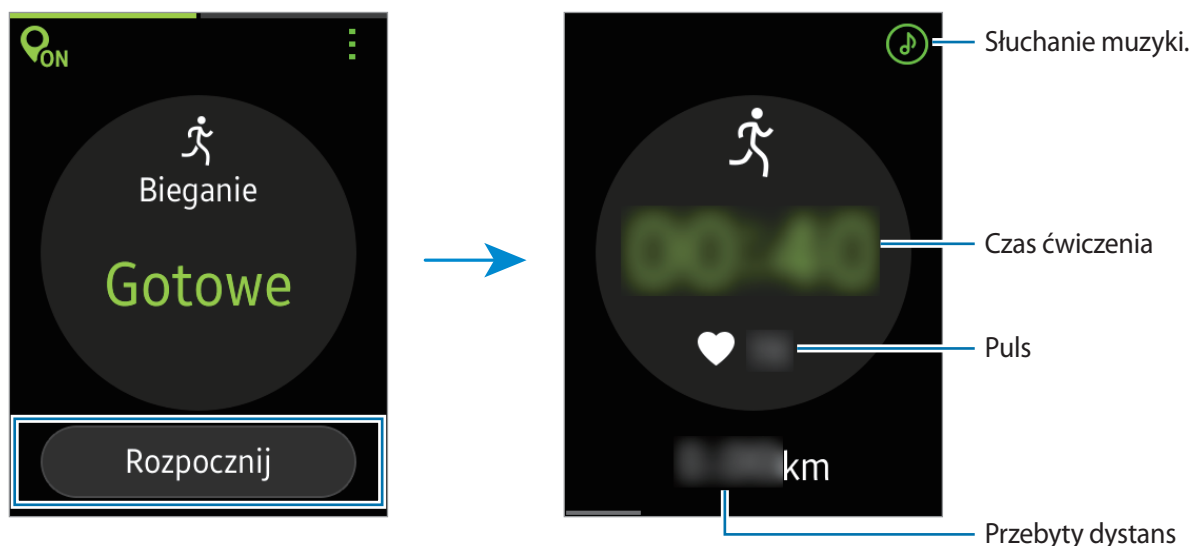 ON
Bieganie
Gotowe
Rozpocznij
Słuchanie muzyki.
Czas ćwiczenia
Puls
km
Przebyty dystans